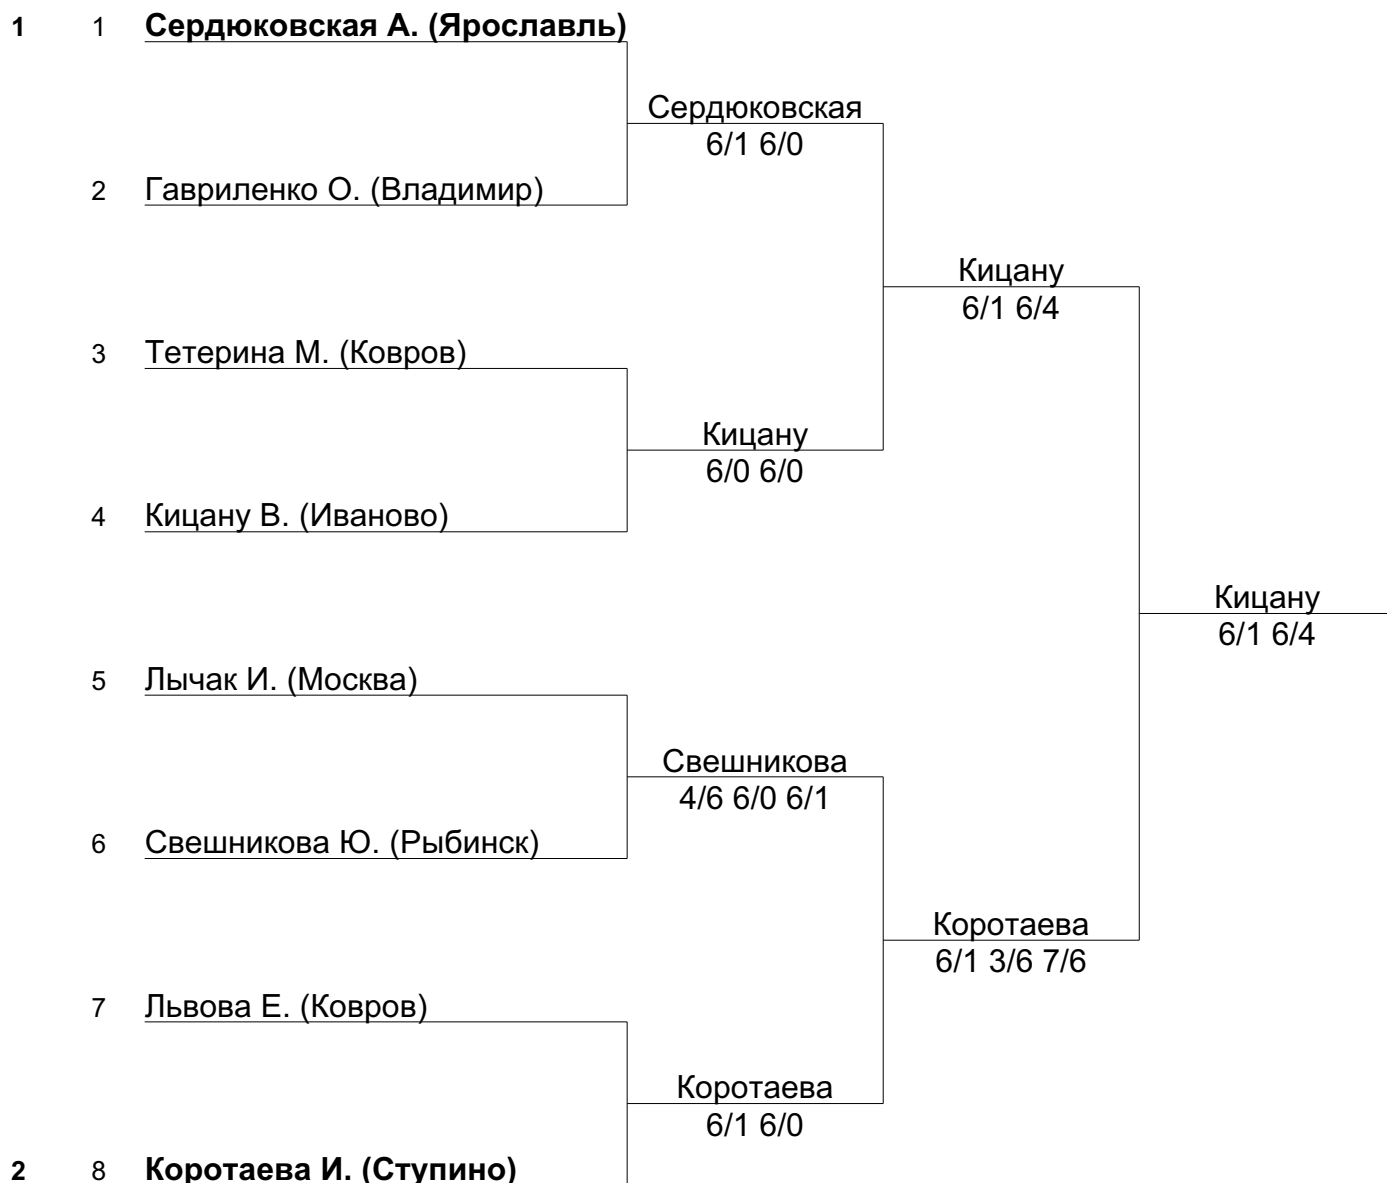 1 1 Сердюковская А. (Ярославль)
Сердюковская
6/1 6/0
2 Гавриленко О. (Владимир)
Кицану
6/1 6/4
3 Тетерина М. (Ковров)
Кицану
6/0 6/0
4 Кицану В. (Иваново)
Кицану
6/1 6/4
5 Лычак И. (Москва)
Свешникова
4/6 6/0 6/1
6 Свешникова Ю. (Рыбинск)
Коротаева
6/1 3/6 7/6
7 Львова Е. (Ковров)
Коротаева
6/1 6/0
2 8 Коротаева И. (Ступино)